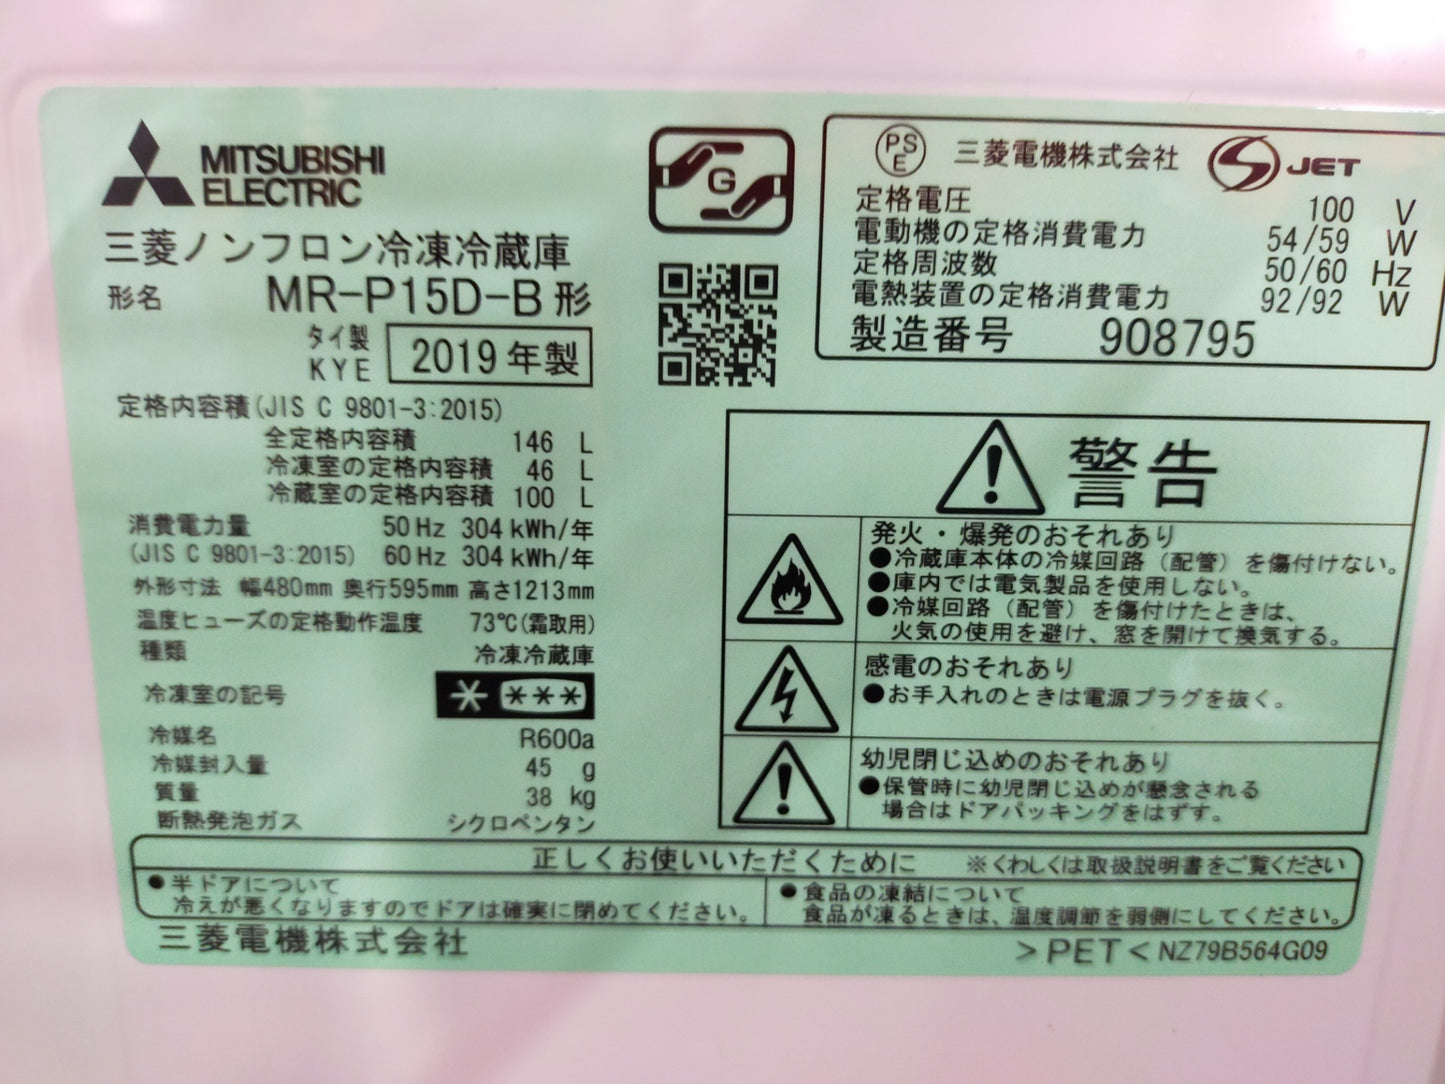 MITSUBISHI
ELECTRIC
三菱ノンフロン冷凍冷蔵庫
形名 MR-P15D-B 形
タイ製
KYE
2019 年製
定格内容積(JIS C 9801-3:2015)
全定格内容積 146 L
冷凍室の定格内容積 46 L
冷蔵室の定格内容積 100 L
消費電力量 50 Hz 304 kWh/年
(JIS C 9801-3:2015) 60 Hz 304 kWh/年
外形寸法 幅480mm 奥行595mm 高さ1213mm
温度ヒューズの定格動作温度 73℃(霜取用)
種類 冷凍冷蔵庫
冷凍室の記号 * ***
冷媒名 R600a
冷媒封入量 45 g
質量 38 kg
断熱発泡ガス シクロペンタン
G
PS
E
三菱電機株式会社
JET
定格電圧 100 V
電動機の定格消費電力 54/59 W
定格周波数 50/60 Hz
電熱装置の定格消費電力 92/92 W
製造番号 908795
警告
発火・爆発のおそれあり
●冷蔵庫本体の冷媒回路(配管)を傷付けない。
●庫内では電気製品を使用しない。
●冷媒回路(配管)を傷付けたときは、
火気の使用を避け、窓を開けて換気する。
感電のおそれあり
●お手入れのときは電源プラグを抜く。
幼児閉じ込めのおそれあり
●保管時に幼児閉じ込めが懸念される
場合はドアパッキングをはずす。
正しくお使いいただくために ※くわしくは取扱説明書をご覧ください
●半ドアについて
冷えが悪くなりますのでドアは確実に閉めてください。
●食品の凍結について
食品が凍るときは、温度調節を弱側にしてください。
三菱電機株式会社
>PET< NZ79B564G09